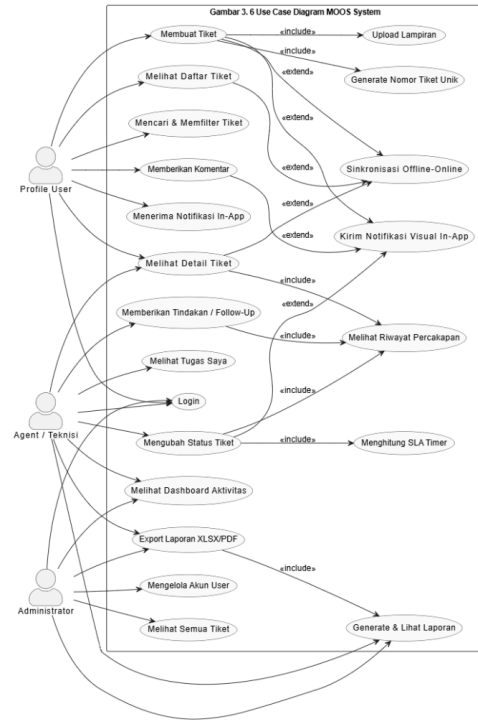 Gambar 3. 6 Use Case Diagram MOOS System
Membuat Tiket
«include»
Upload Lampiran
«include»
Melihat Daftar Tiket
«extend»
Generate Nomor Tiket Unik
Mencari & Memfilter Tiket
«extend»
Profile User
Memberikan Komentar
«extend»
Sinkronisasi Offline-Online
Menerima Notifikasi In-App
«extend»
Kirim Notifikasi Visual In-App
Melihat Detail Tiket
«include»
«extend»
Memberikan Tindakan / Follow-Up
«include»
Melihat Riwayat Percakapan
Melihat Tugas Saya
«include»
Login
Agent / Teknisi
Mengubah Status Tiket
«include»
Menghitung SLA Timer
Melihat Dashboard Aktivitas
Export Laporan XLSX/PDF
«include»
Mengelola Akun User
Administrator
Melihat Semua Tiket
Generate & Lihat Laporan